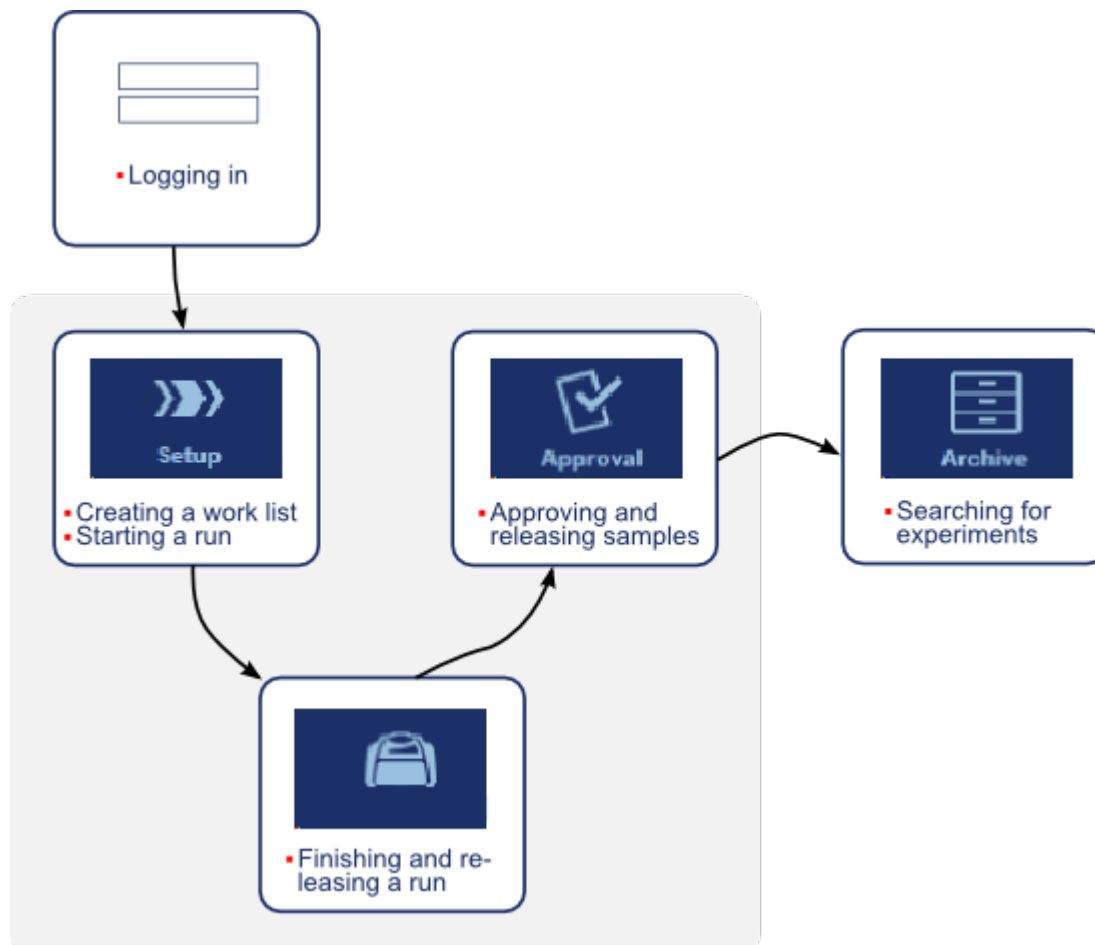 Logging in
Setup
Creating a work list
Starting a run
Finishing and re-
leasing a run
Approval
Approving and
releasing samples
Archive
Searching for
experiments